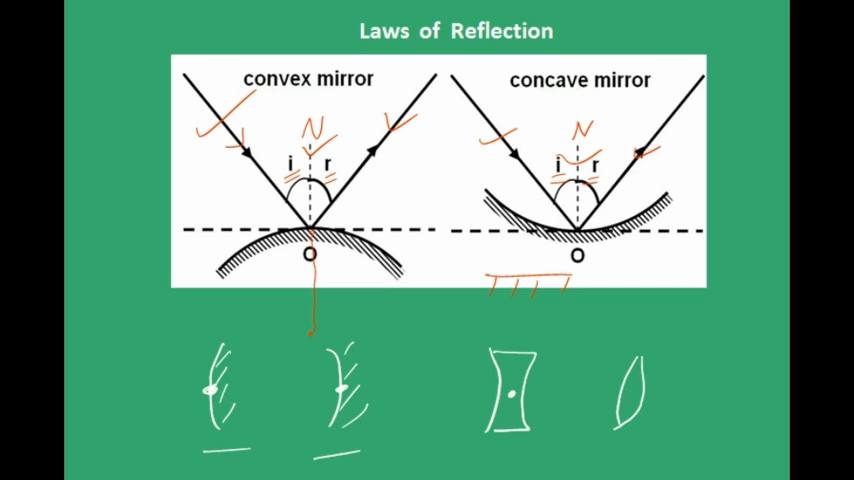 Laws of Reflection
convex mirror
concave mirror
N
N
i r
i r
O
O